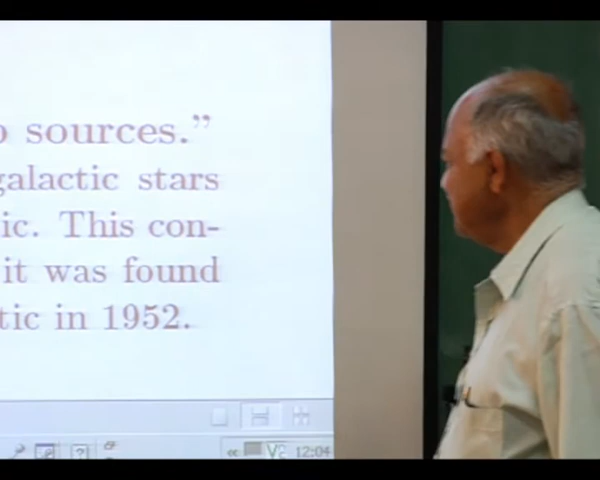 sources.”
galactic stars
ic. This con-
it was found
tic in 1952.
12:04